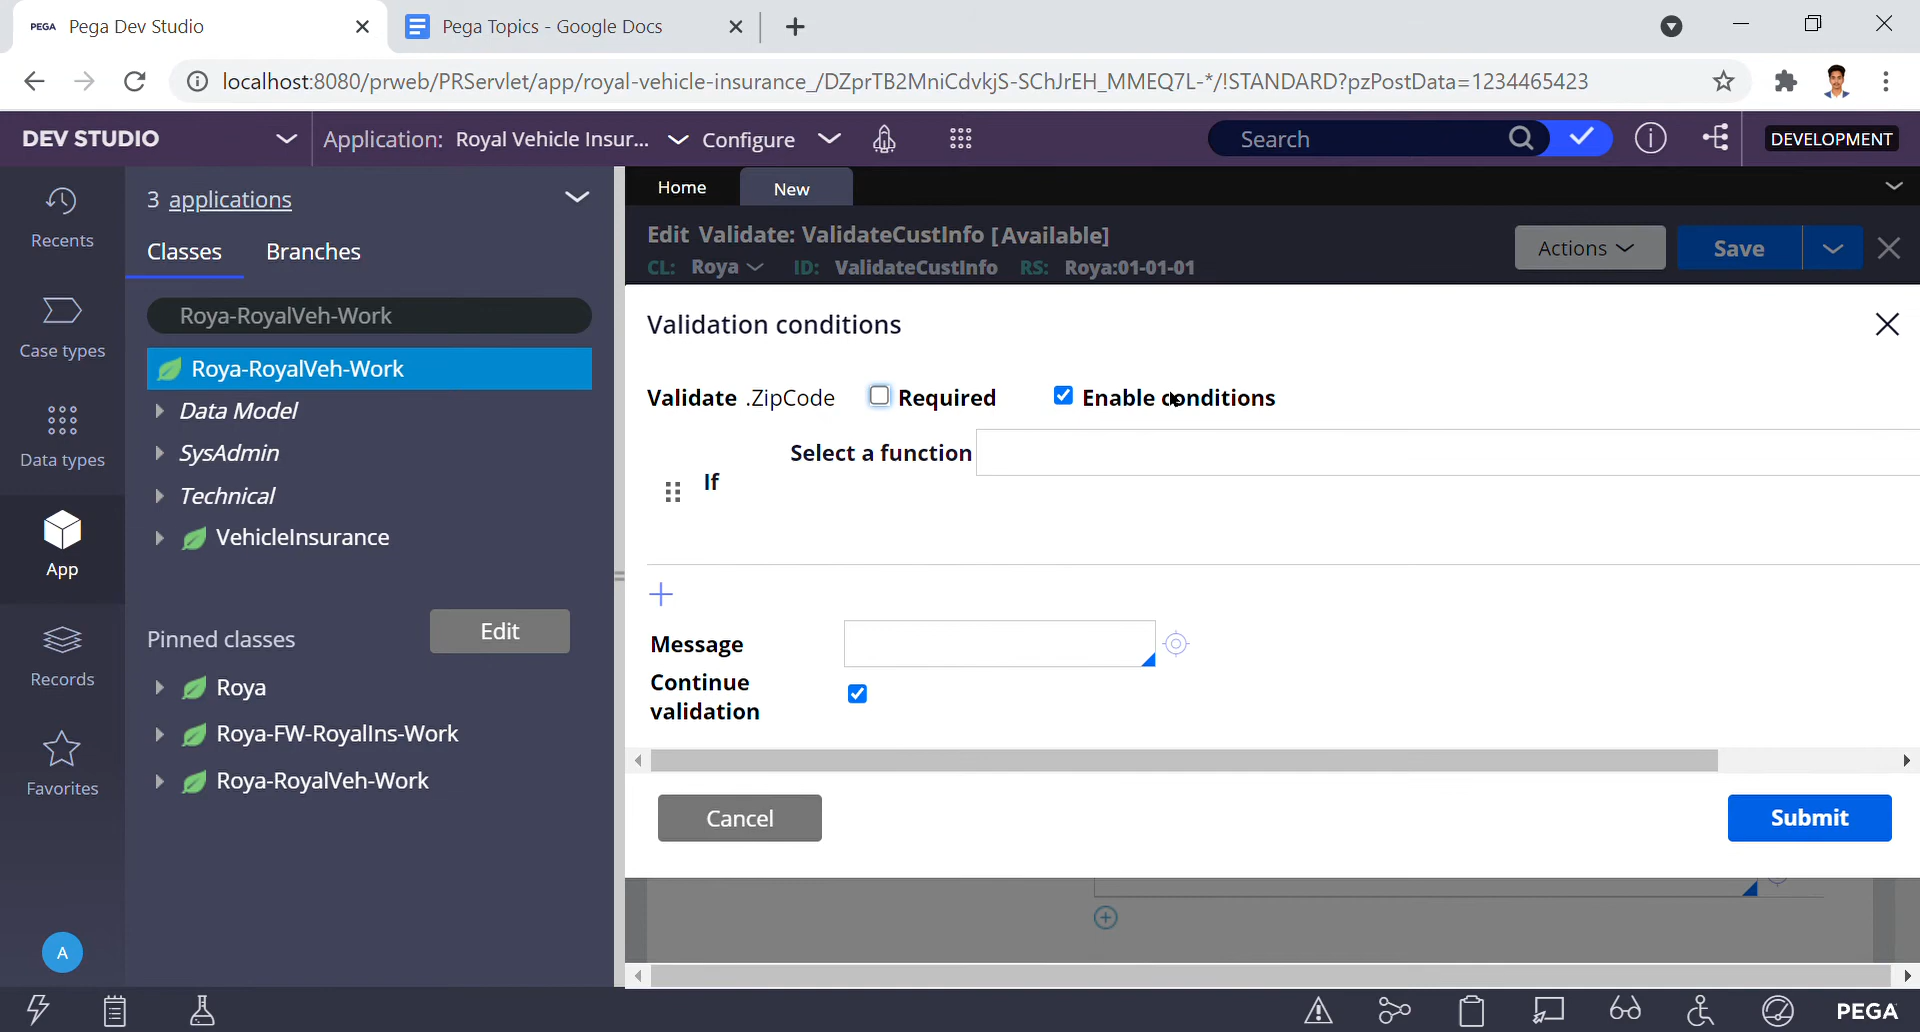 PEGA Pega Dev Studio
Pega Topics - Google Docs
localhost:8080/prweb/PRServlet/app/royal-vehicle-insurance_/DZprTB2MniCdvkjS-SChJrEH_MMEQ7L-*/!STANDARD?pzPostData=1234465423
DEV STUDIO
Application: Royal Vehicle Insur...
Configure
Search
DEVELOPMENT
Recents
Case types
Data types
App
Records
Favorites
A
3 applications
Classes
Branches
Roya-RoyalVeh-Work
Roya-RoyalVeh-Work
Data Model
SysAdmin
Technical
VehicleInsurance
Pinned classes
Edit
Roya
Roya-FW-RoyalIns-Work
Roya-RoyalVeh-Work
Home
New
Edit Validate: ValidateCustInfo [Available]
CL: Roya ID: ValidateCustInfo RS: Roya:01-01-01
Actions
Save
Validation conditions
Validate .ZipCode Required Enable conditions
Select a function
If
Message
Continue
validation
Cancel
Submit
PEGA